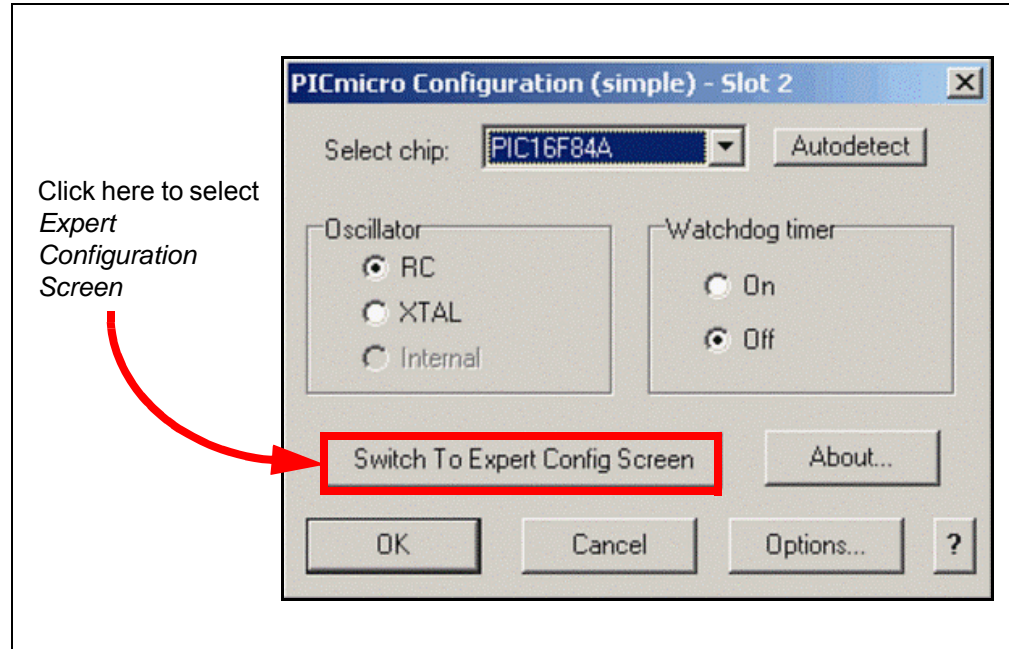 PICmicro Configuration (simple) - Slot 2
Select chip: PIC16F84A Autodetect
Click here to select
Expert
Configuration
Screen
Oscillator
RC
XTAL
Internal
Watchdog timer
On
Off
Switch To Expert Config Screen
About...
OK Cancel Options... ?